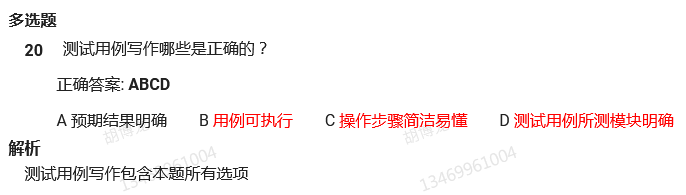 多选题
20 测试用例写作哪些是正确的？
正确答案: ABCD
A 预期结果明确 B 用例可执行 C 操作步骤简洁易懂 D 测试用例所测模块明确
解析
测试用例写作包含本题所有选项
13469961004
13469961004